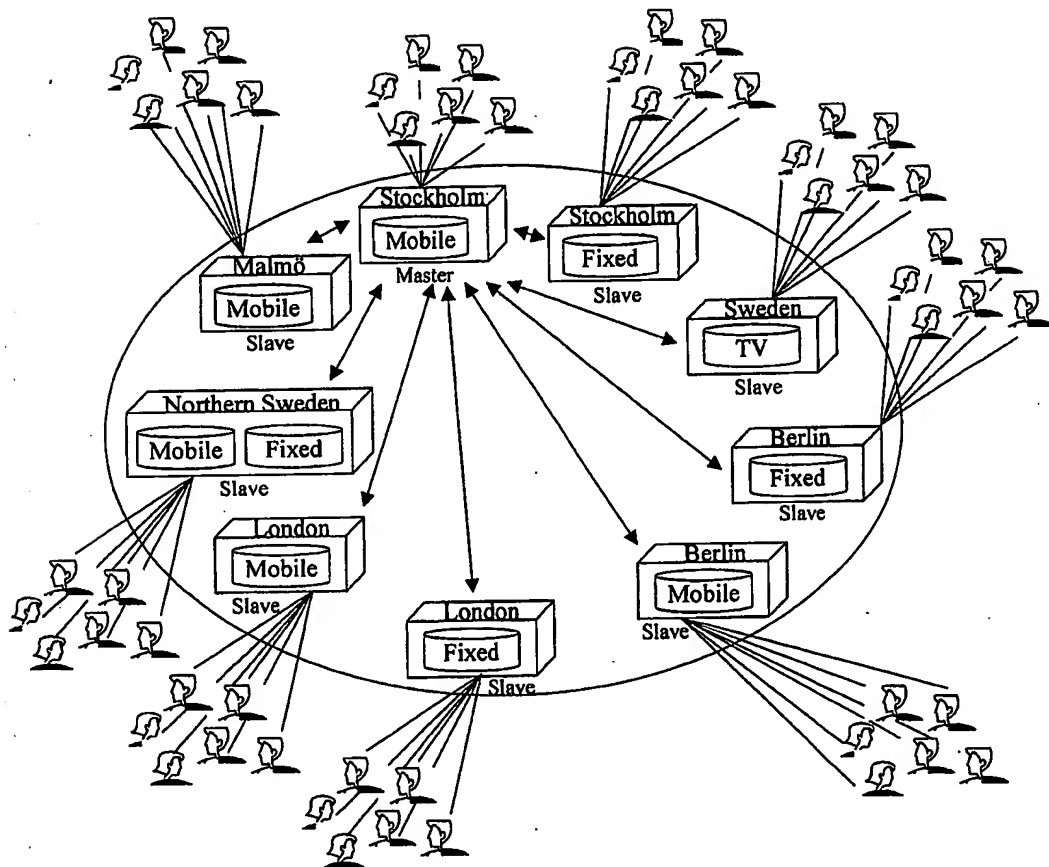 Stockholm
Mobile
Master
Stockholm
Fixed
Slave
Malmö
Mobile
Slave
Sweden
TV
Slave
Northern Sweden
Mobile Fixed
Slave
Berlin
Fixed
Slave
London
Mobile
Slave
Berlin
Mobile
Slave
London
Fixed
Slave